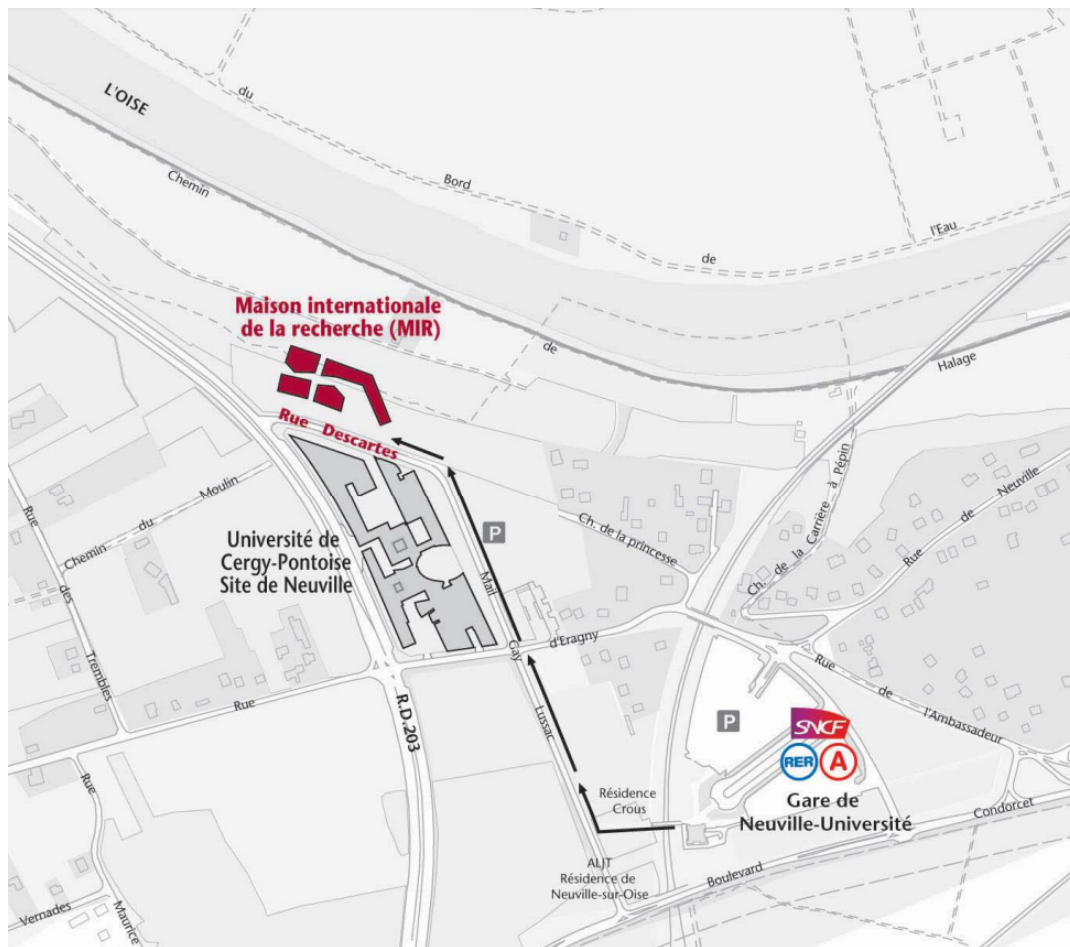 du
de
L'OISE
Chemin
Bord
l'Eau
de
Maison internationale
de la recherche (MIR)
de
Halage
Rue Descartes
Rue
des
Trembles
Chemin du Moulin
Université de
Cergy-Pontoise
Site de Neuville
P
Mail
Gay
Lussac
Ch. de la princesse
Ch. de la Carrière à Pépin
Rue de Neuville
Rue
d'Eragny
R.D.203
Rue
de
l'Ambassadeur
P
SNCF
RER A
Gare de
Neuville-Université
Résidence
Crous
Condorcet
Boulevard
ALJT
Résidence de
Neuville-sur-Oise
Rue
Maurice
Vernades